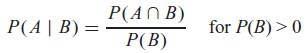 P(A | B) = P(A ∩ B) / P(B) for P(B) > 0